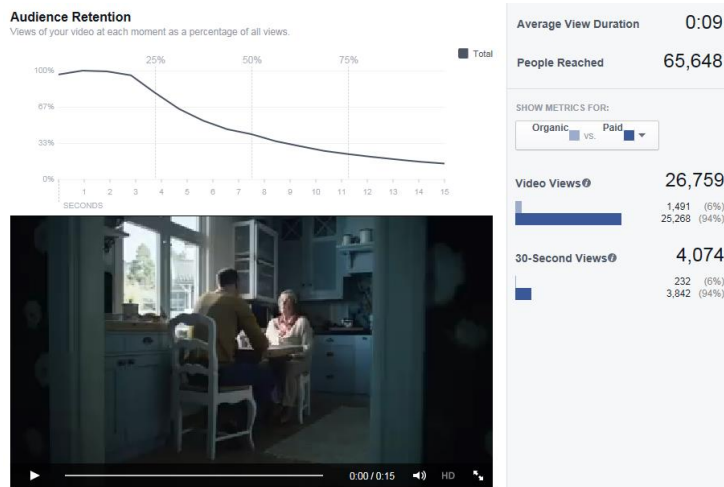 Audience Retention
Views of your video at each moment as a percentage of all views.
Total
25% 50% 75%
100%
67%
33%
0%
1 2 3 4 5 6 7 8 9 10 11 12 13 14 15
SECONDS
0:00 / 0:15 HD
Average View Duration 0:09
People Reached 65,648
SHOW METRICS FOR:
Organic vs. Paid
Video Views 26,759
1,491 (6%)
25,268 (94%)
30-Second Views 4,074
232 (6%)
3,842 (94%)